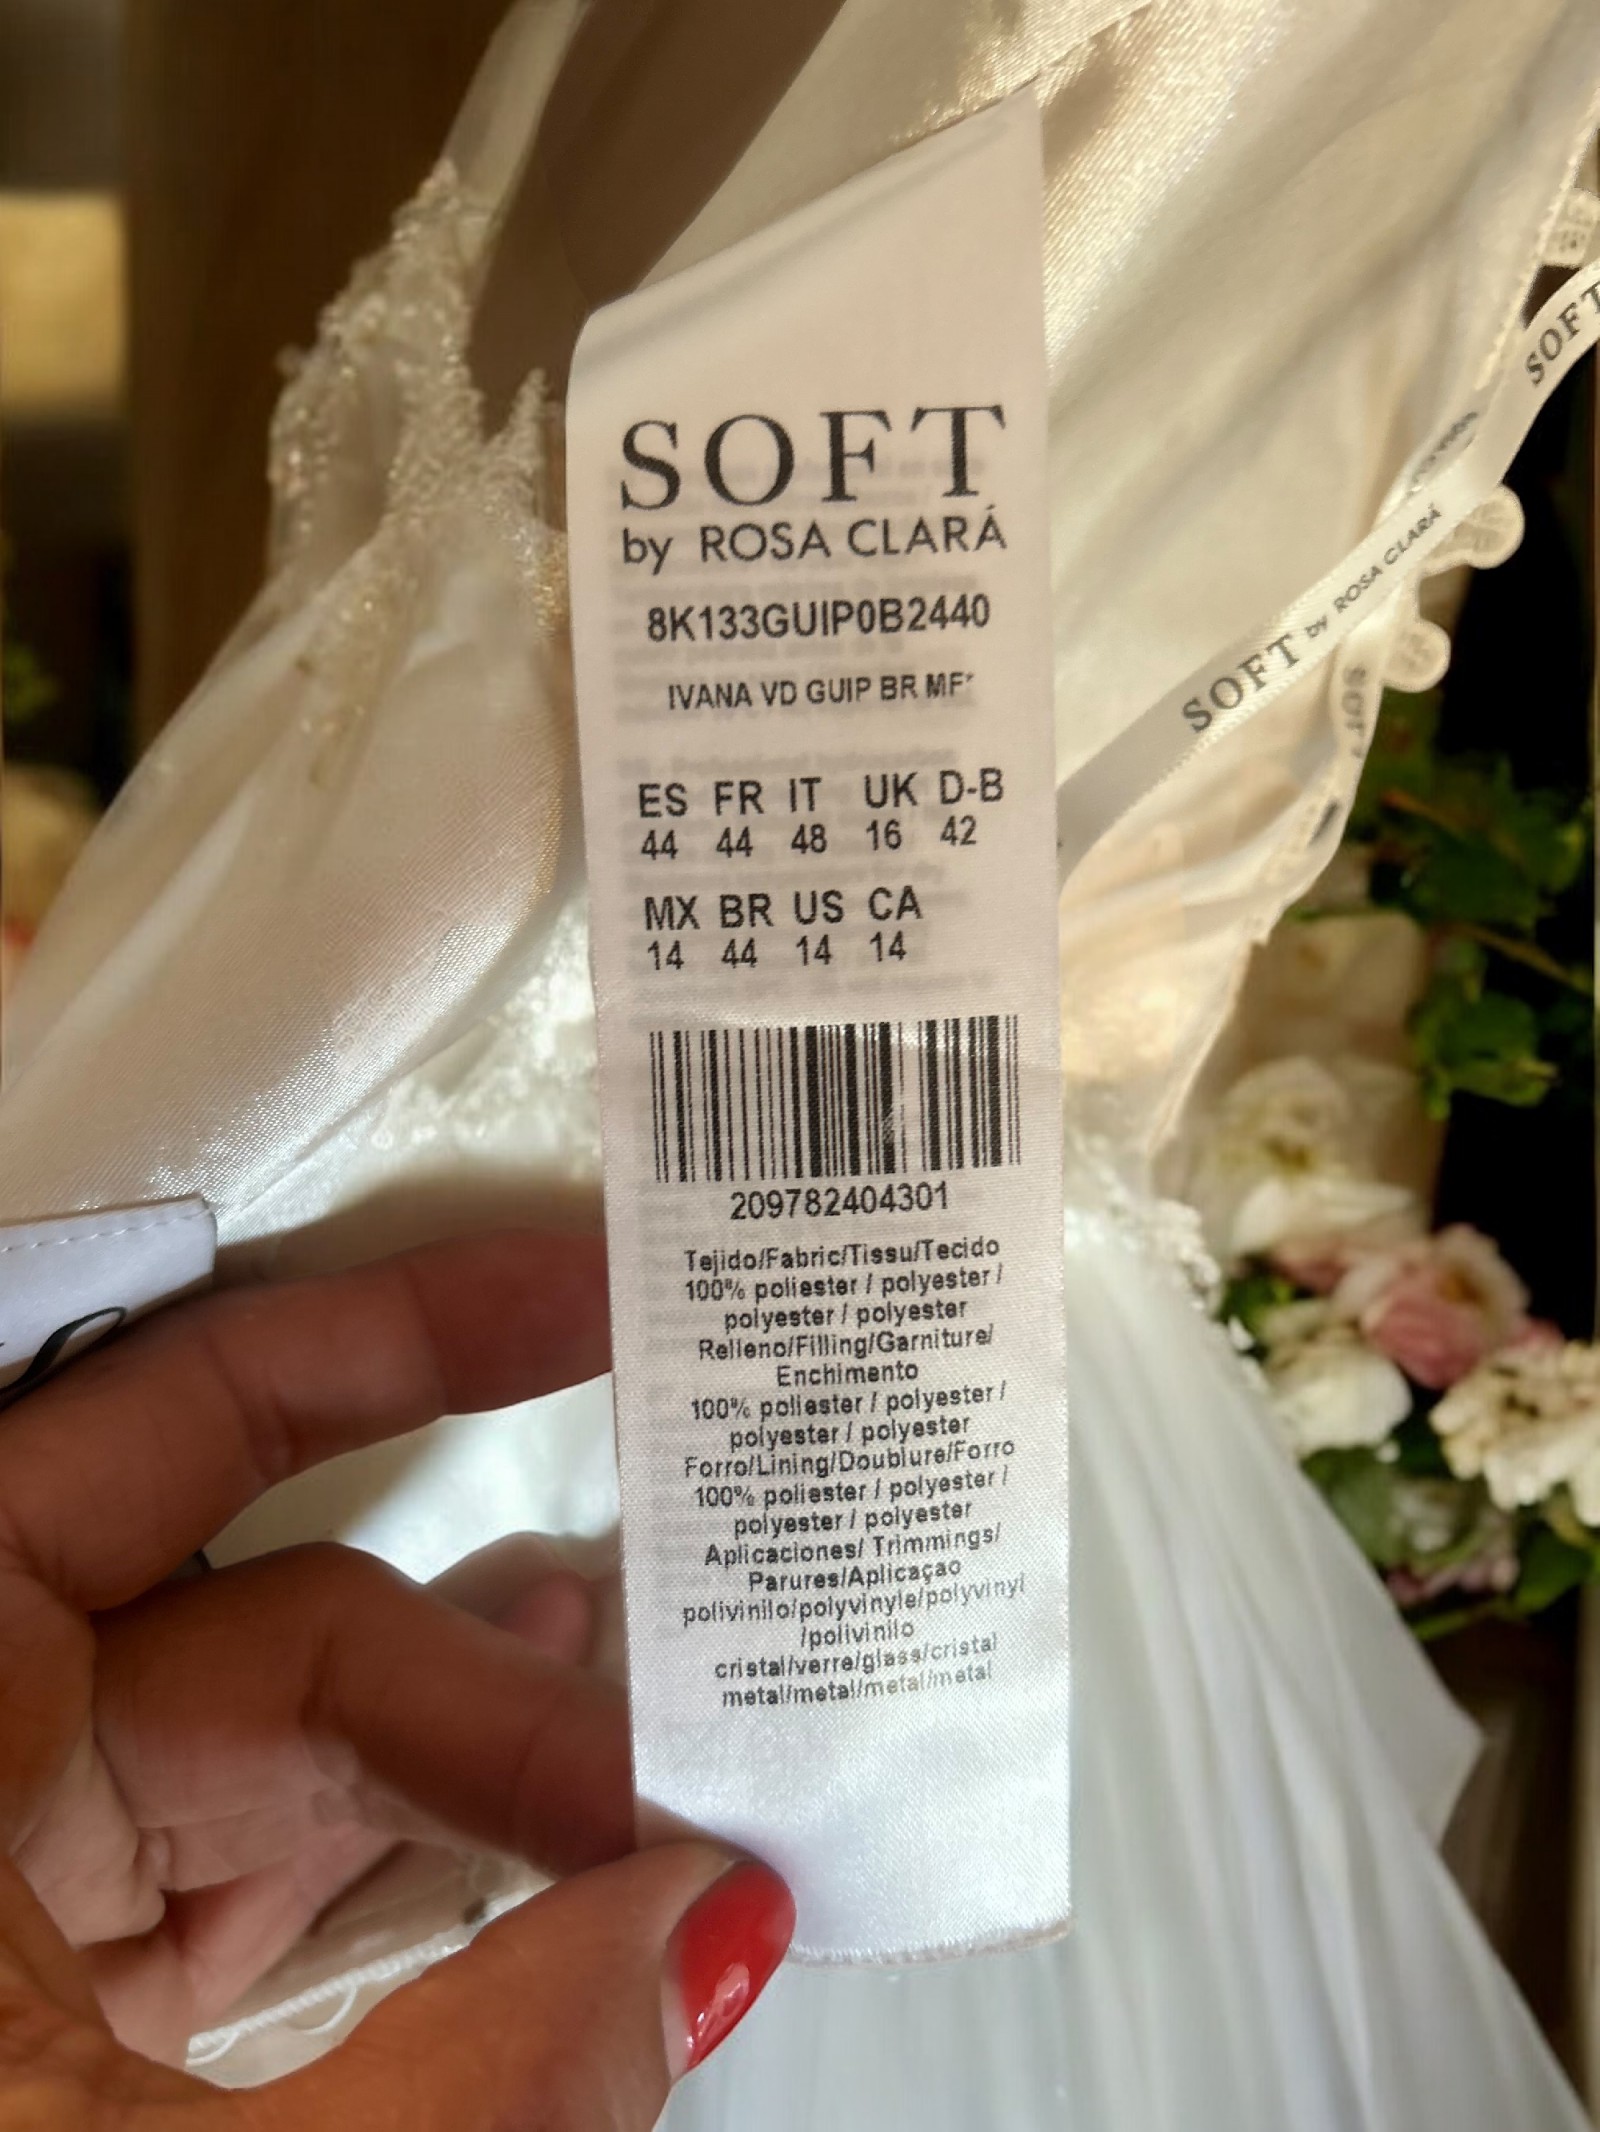 SOFT
by ROSA CLARÁ
8K133GUIP0B2440
IVANA VD GUIP BR MF*
ES FR IT UK D-B
44 44 48 16 42
MX BR US CA
14 44 14 14
209782404301
Tejido/Fabric/Tissu/Tecido
100% poliester / polyester /
polyester / polyester
Relleno/Filling/Garniture/
Enchimento
100% poliester / polyester /
polyester / polyester
Forro/Lining/Doublure/Forro
100% poliester / polyester /
polyester / polyester
Aplicaciones/ Trimmings/
Parures/Aplicaçao
polivinilo/polyvinyle/polyvinyl
/polivinilo
cristal/verre/glass/cristal
metal/metal/metal/metal
SOFT by ROSA CLARÁ
SOFT
SOFT